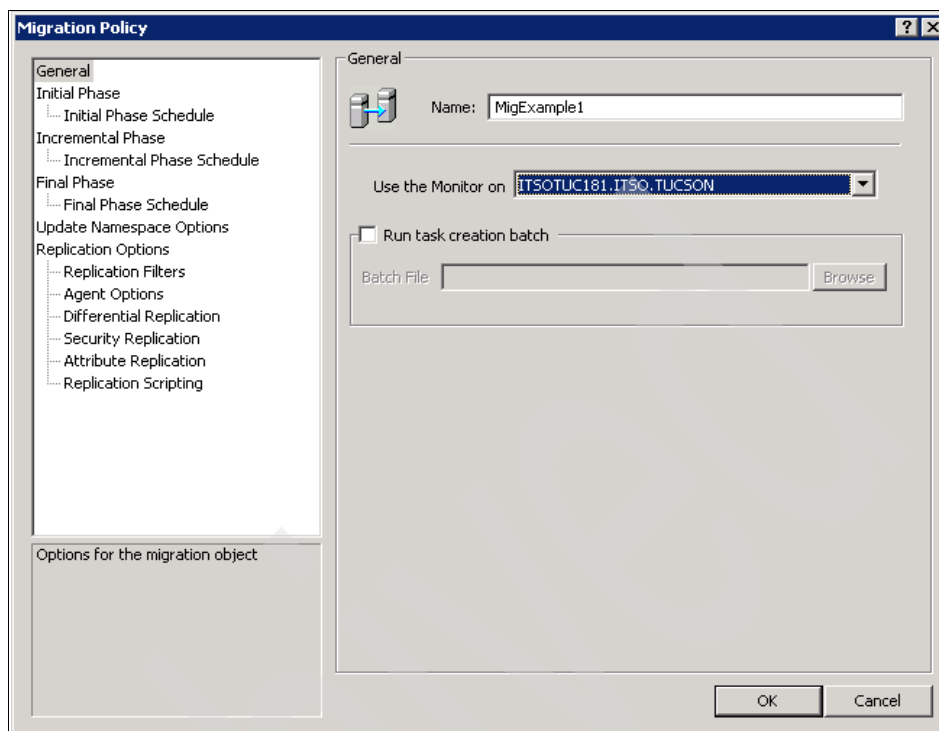 Migration Policy
General
Initial Phase
Initial Phase Schedule
Incremental Phase
Incremental Phase Schedule
Final Phase
Final Phase Schedule
Update Namespace Options
Replication Options
Replication Filters
Agent Options
Differential Replication
Security Replication
Attribute Replication
Replication Scripting
Options for the migration object
General
Name: MigExample1
Use the Monitor on ITSOTUC181.ITSO.TUCSON
Run task creation batch
Batch File Browse
OK Cancel